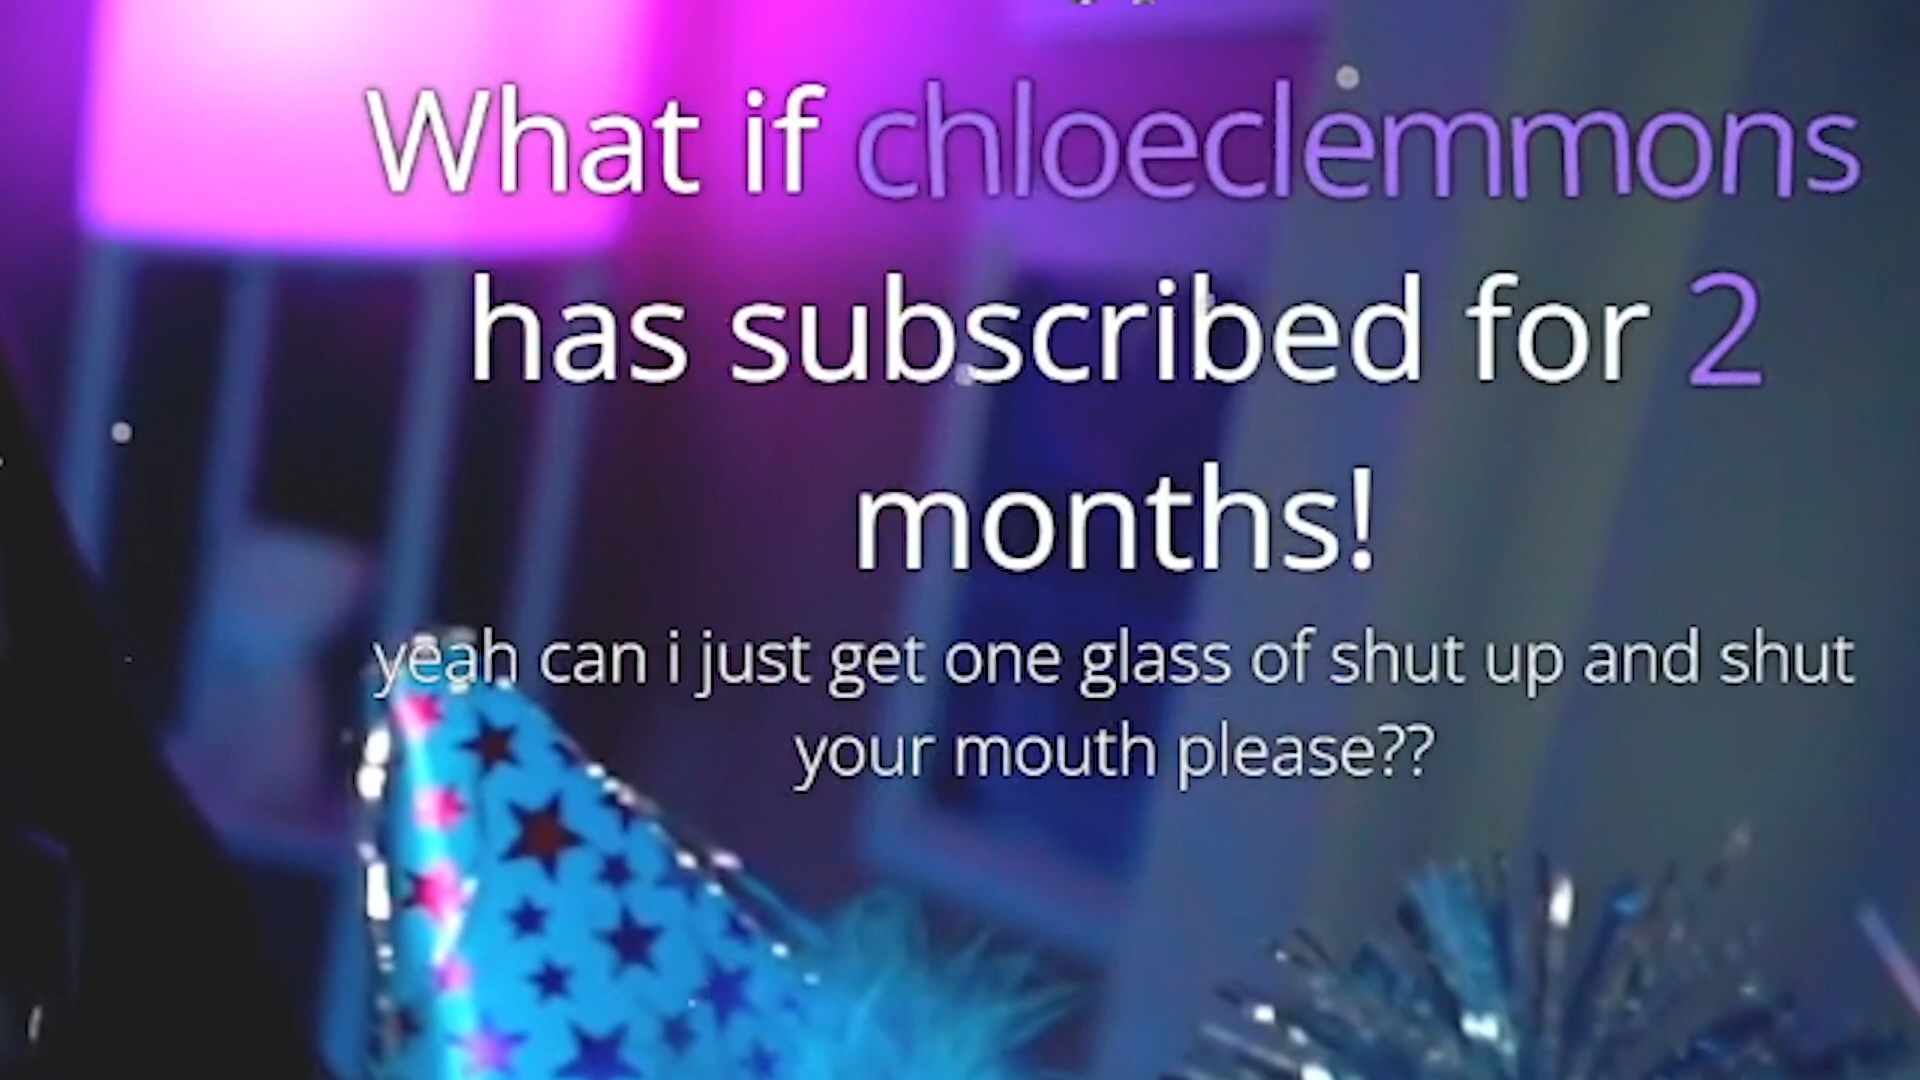 What if chloeclemmons
has subscribed for 2
months!
yeah can i just get one glass of shut up and shut
your mouth please??